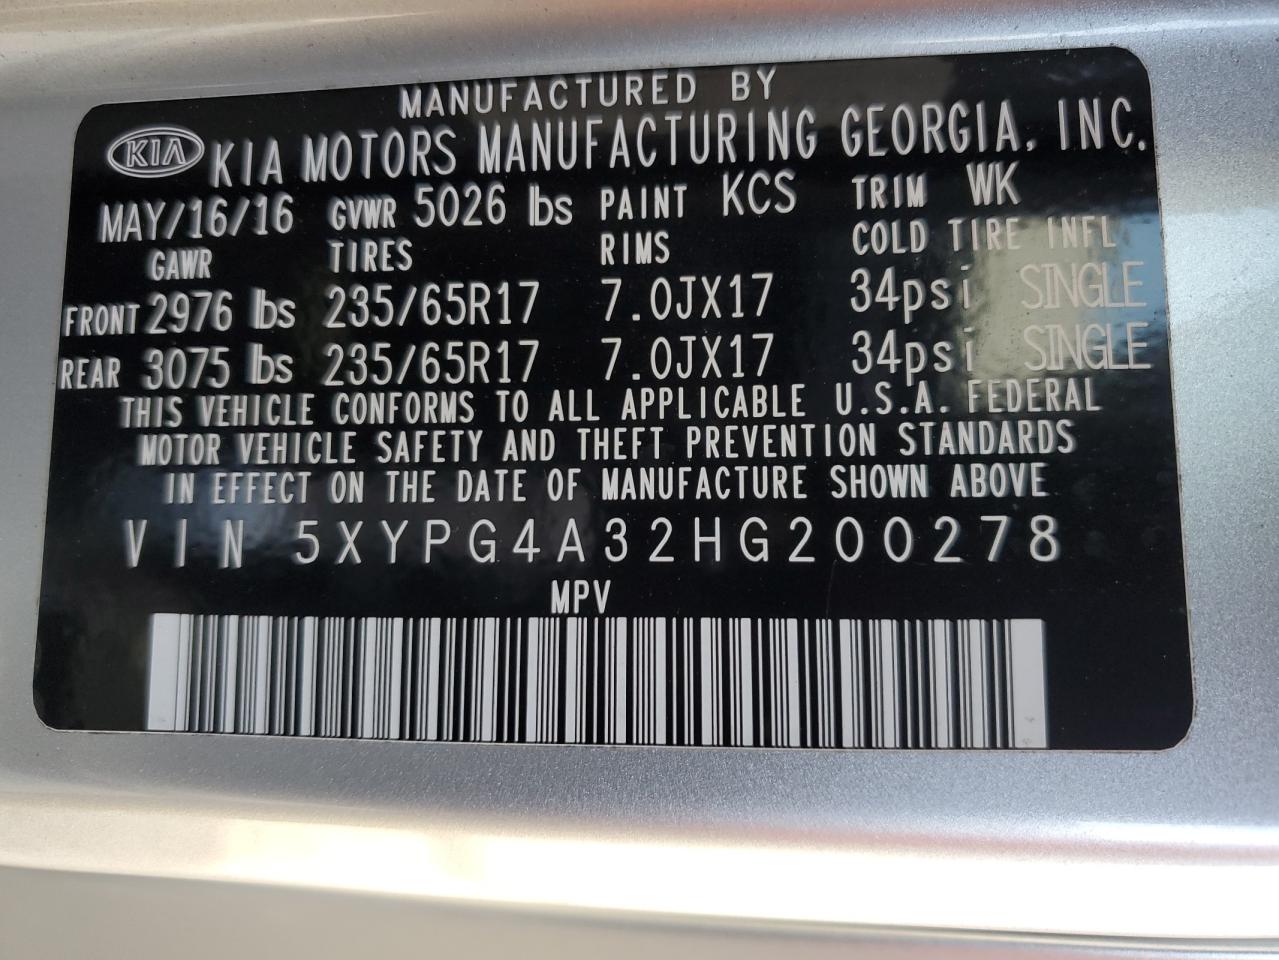 MANUFACTURED BY
KIA KIA MOTORS MANUFACTURING GEORGIA, INC.
MAY/16/16 GVWR 5026 lbs PAINT KCS TRIM WK
GAWR TIRES RIMS COLD TIRE INFL
FRONT 2976 lbs 235/65R17 7.0JX17 34psi SINGLE
REAR 3075 lbs 235/65R17 7.0JX17 34psi SINGLE
THIS VEHICLE CONFORMS TO ALL APPLICABLE U.S.A. FEDERAL
MOTOR VEHICLE SAFETY AND THEFT PREVENTION STANDARDS
IN EFFECT ON THE DATE OF MANUFACTURE SHOWN ABOVE
VIN 5XYPG4A32HG200278
MPV